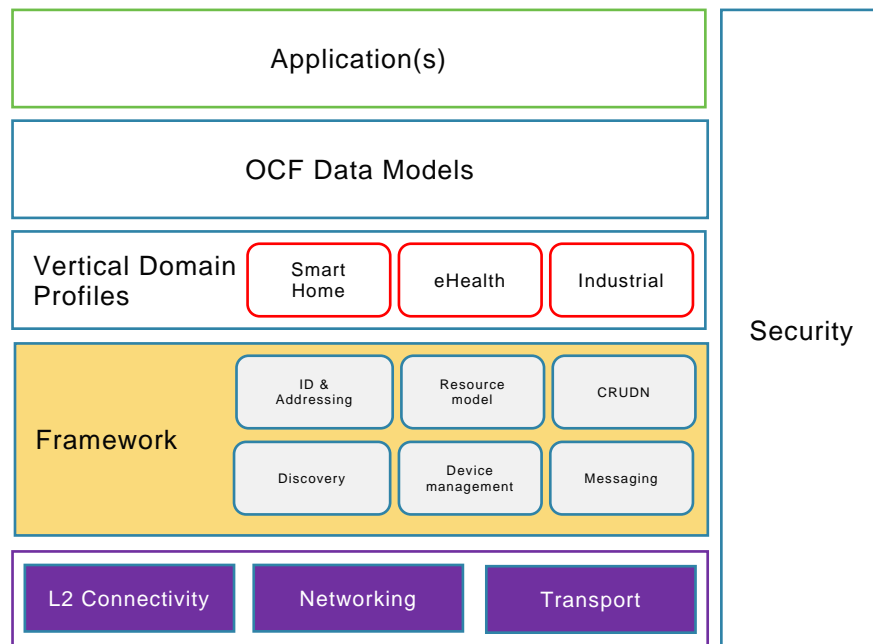 Application(s)
OCF Data Models
Vertical Domain
Profiles
Smart
Home
eHealth
Industrial
Security
Framework
ID &
Addressing
Resource
model
CRUDN
Discovery
Device
management
Messaging
L2 Connectivity
Networking
Transport